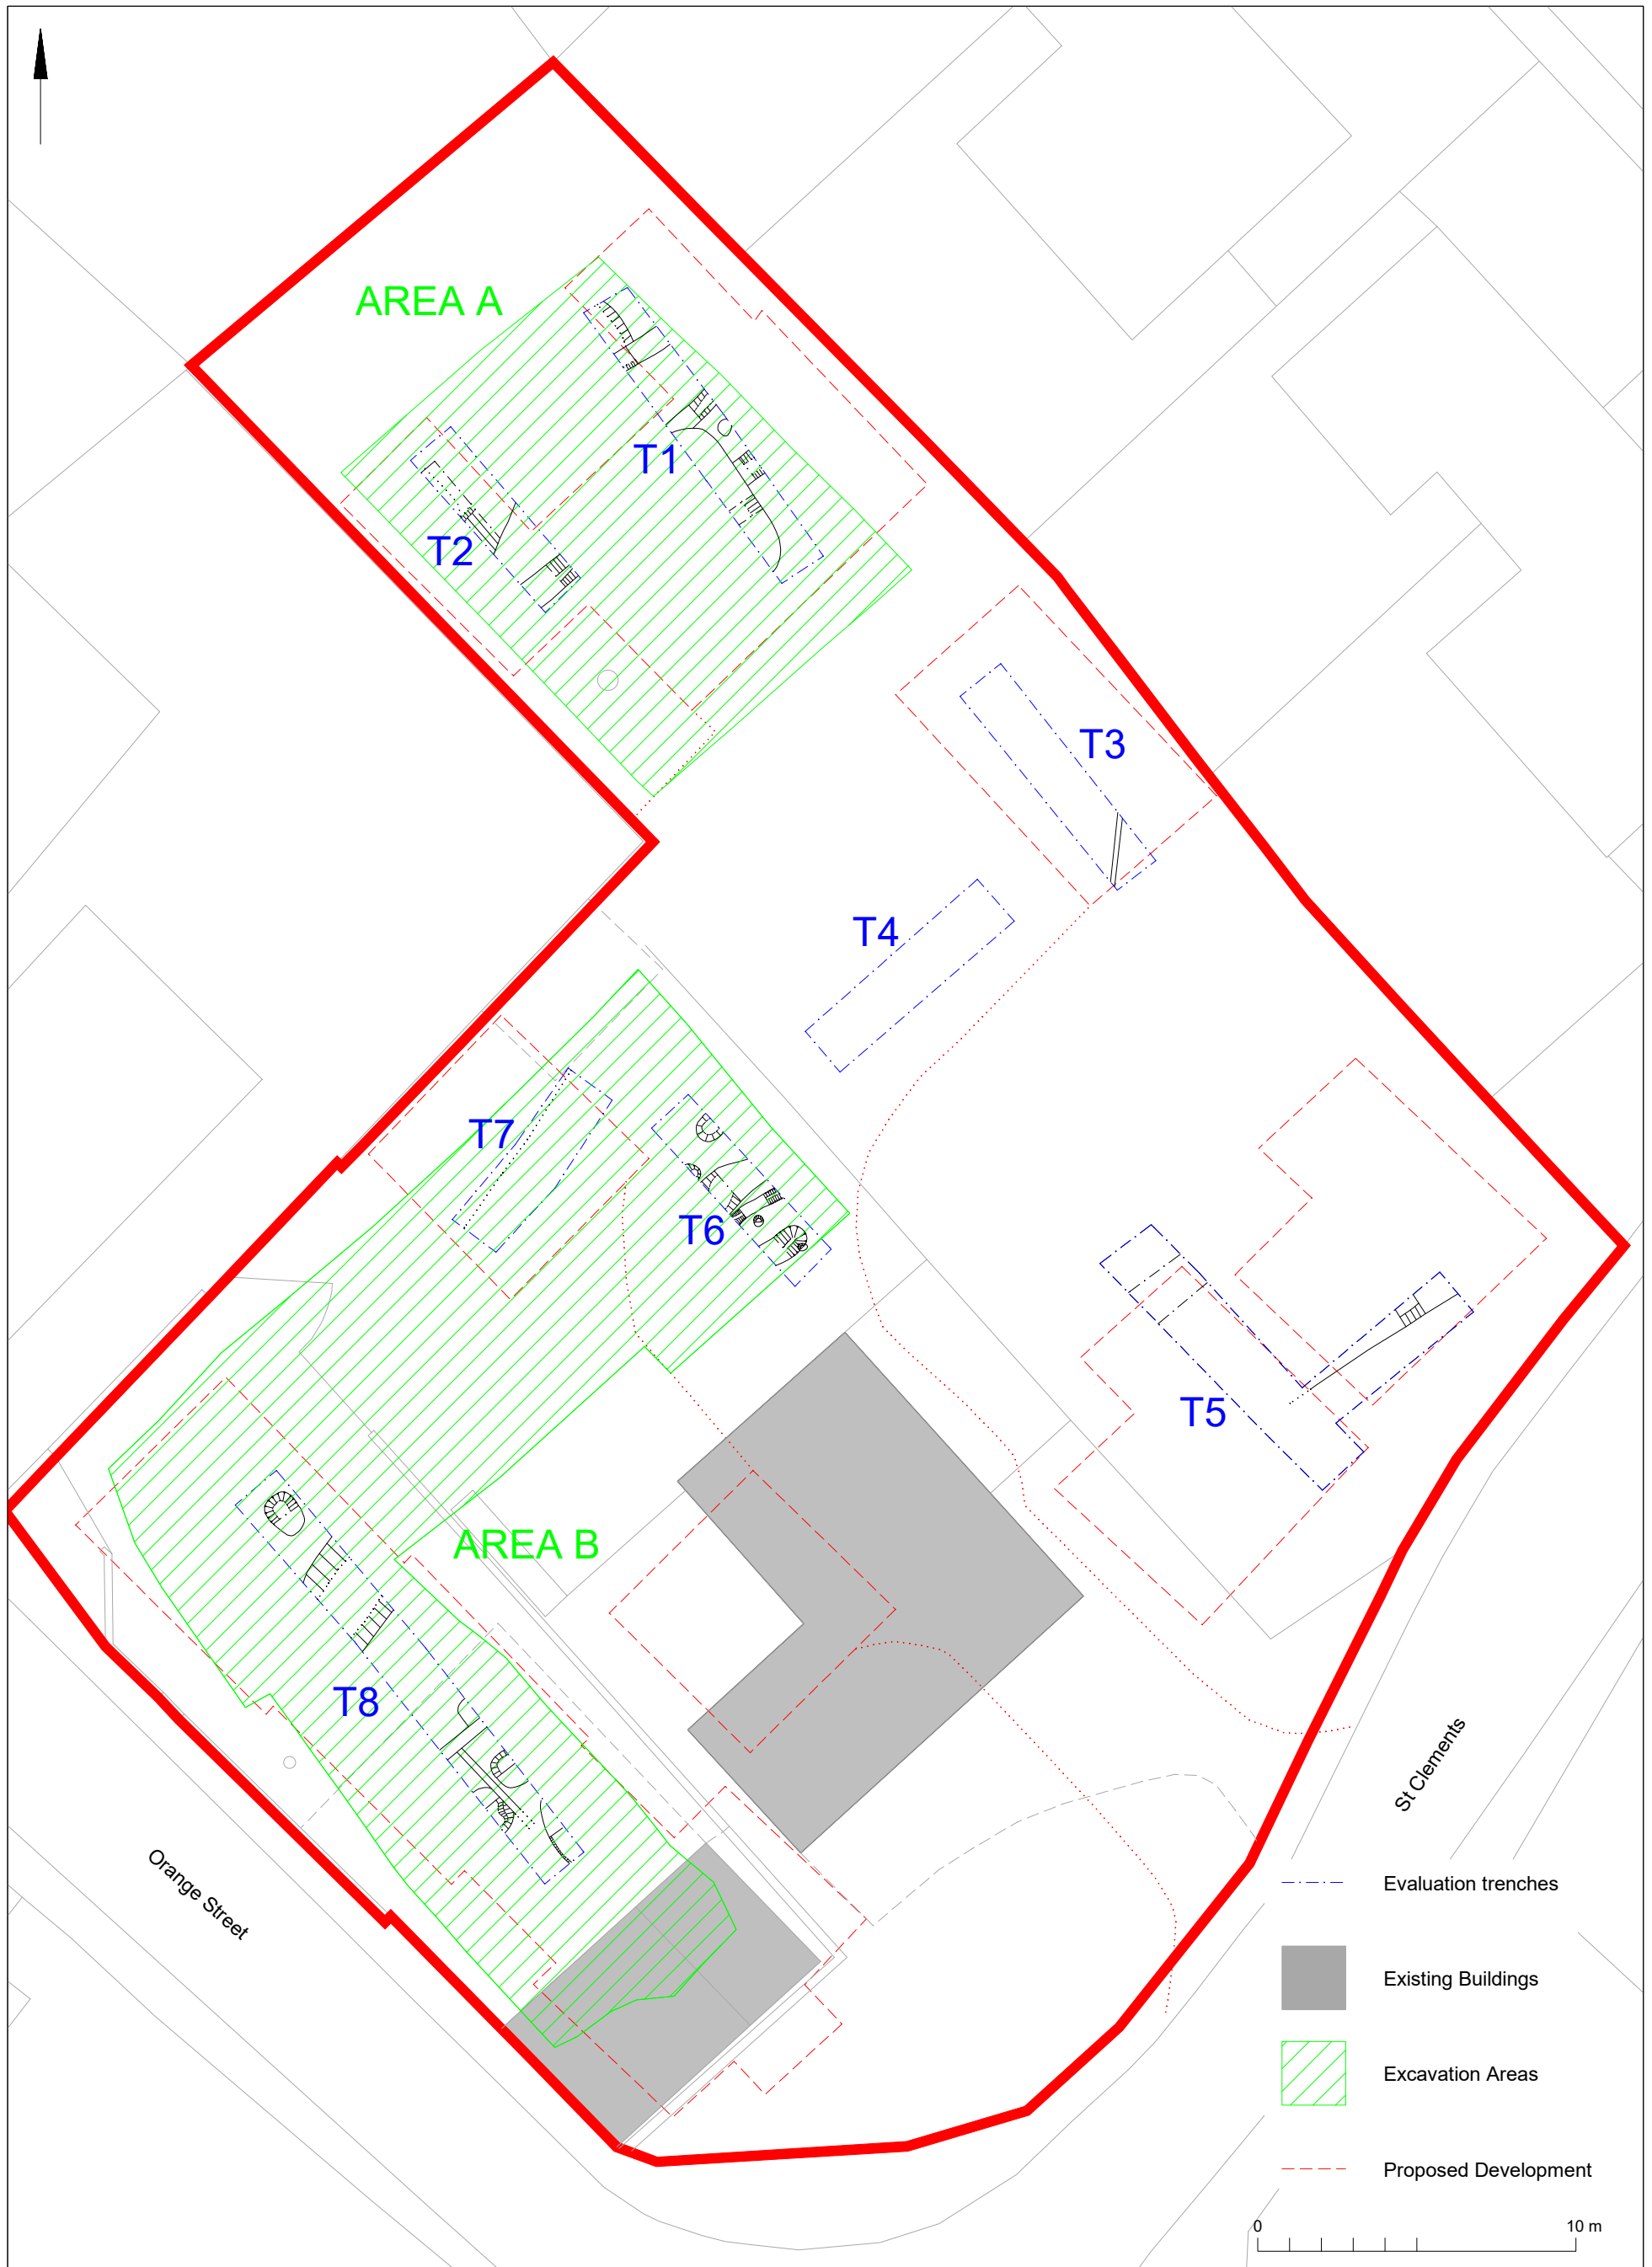 AREA A
T1
T2
T3
T4
T7
T6
T5
AREA B
T8
St Clements
Orange Street
Evaluation trenches
Existing Buildings
Excavation Areas
Proposed Development
0 10 m